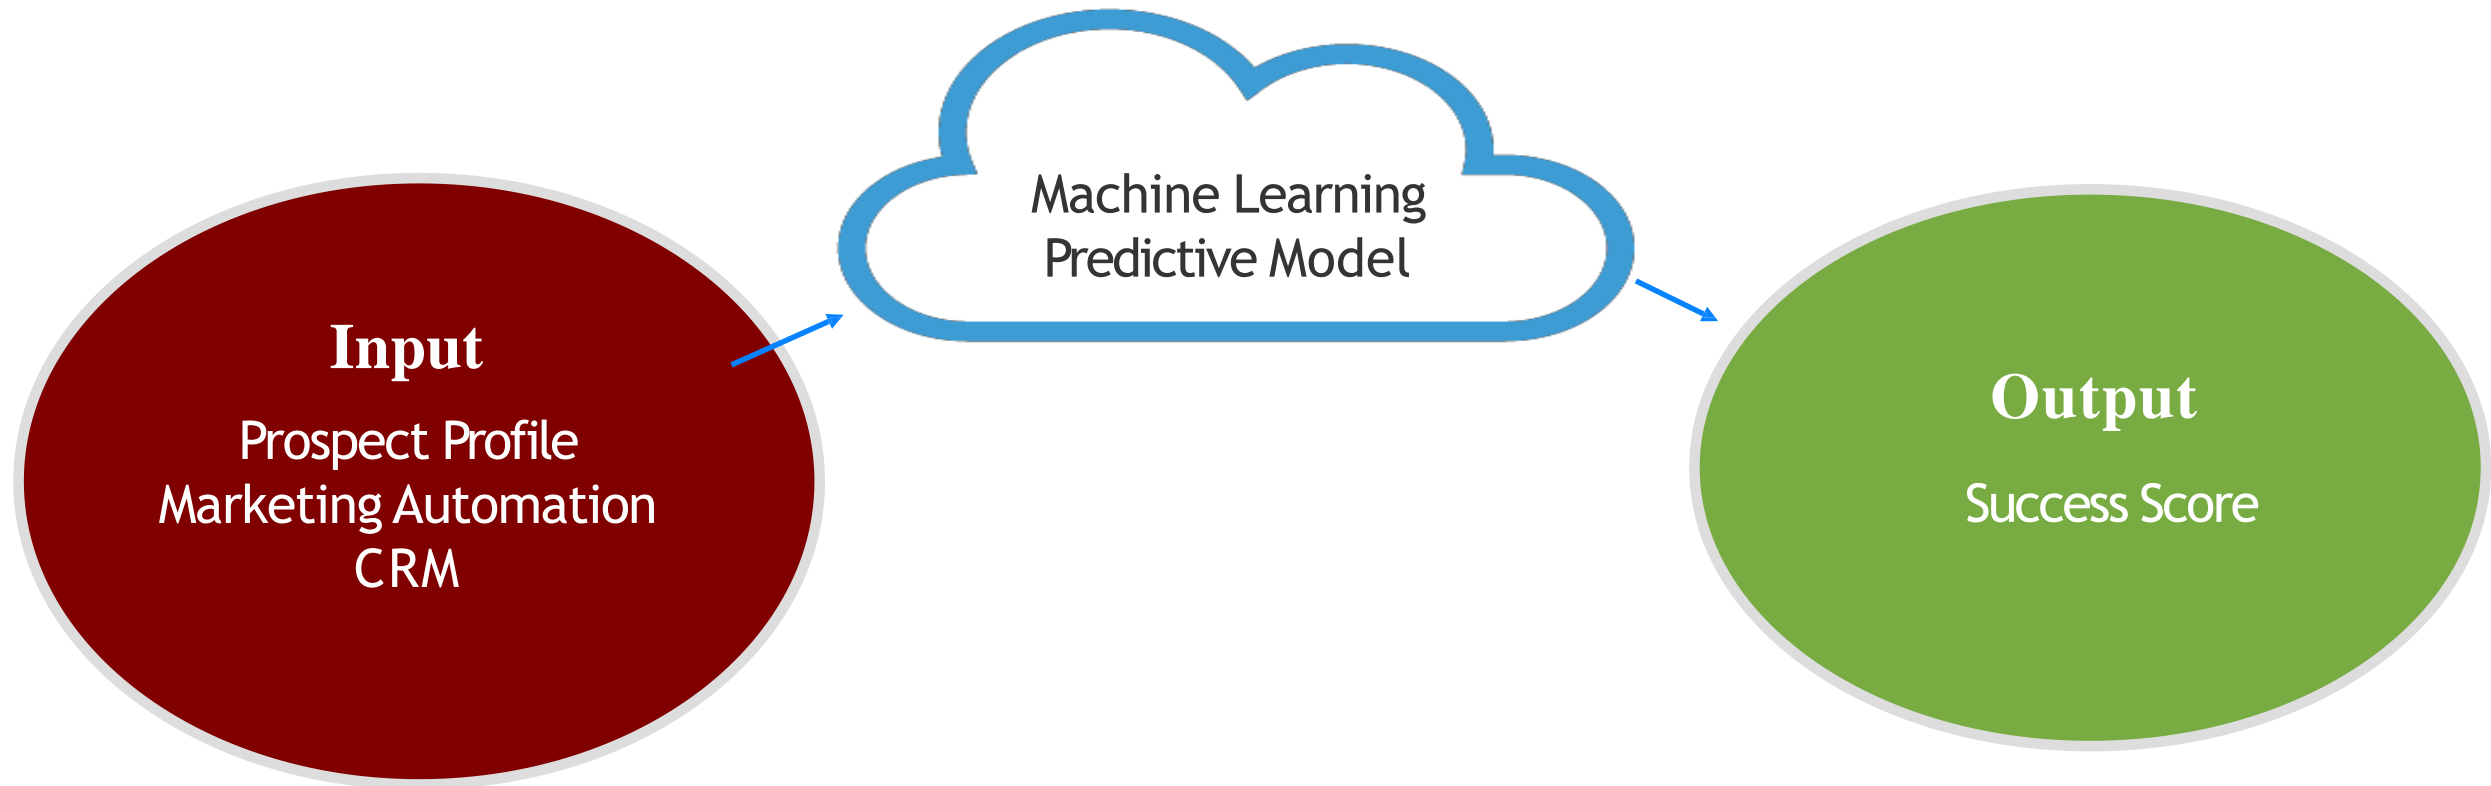 Input
Prospect Profile
Marketing Automation
CRM
Machine Learning
Predictive Model
Output
Success Score